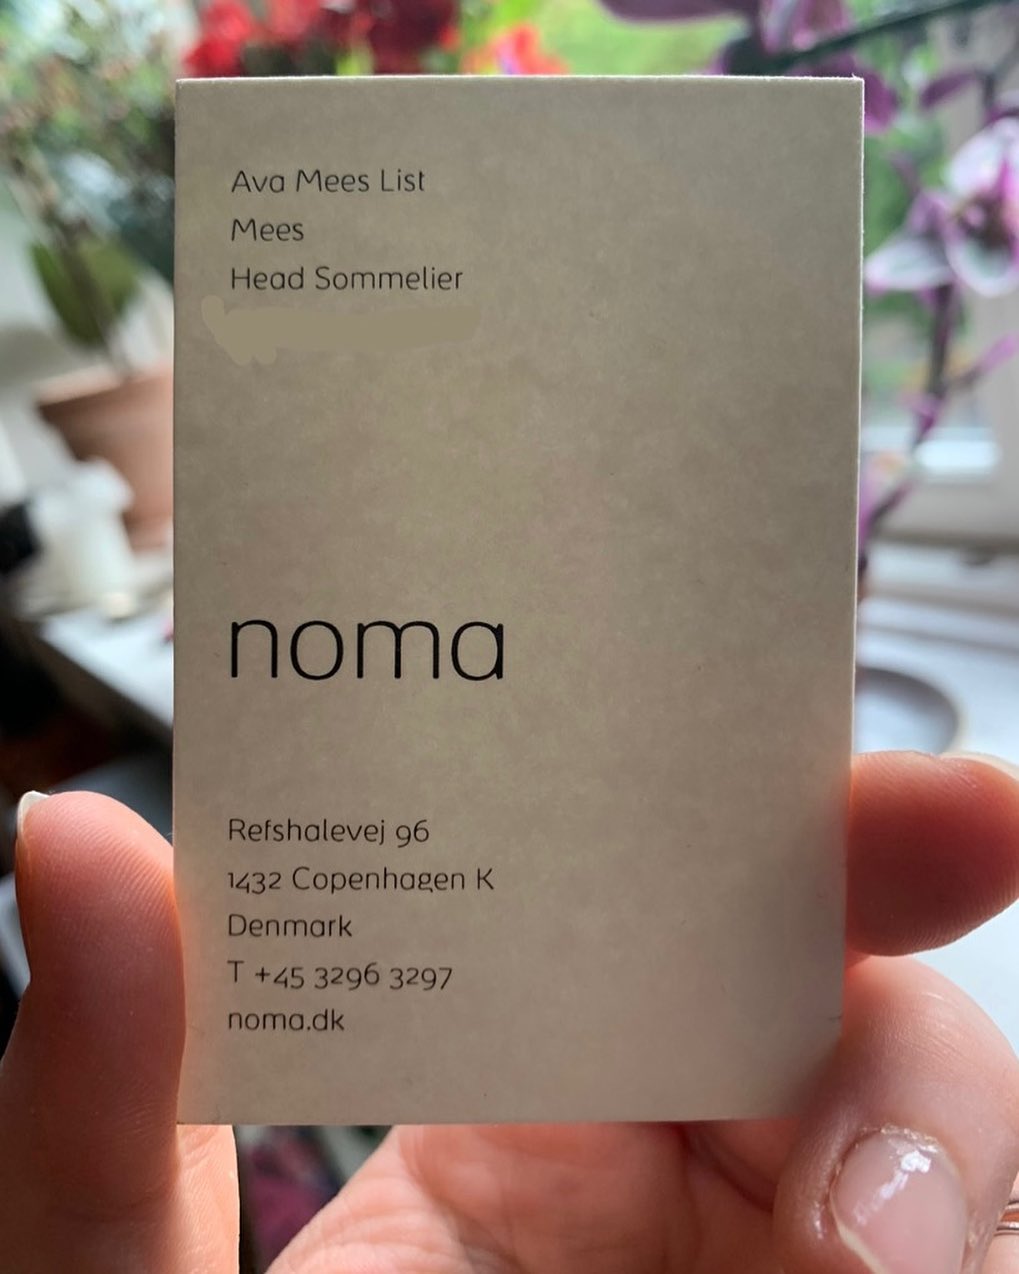 Ava Mees List
Mees
Head Sommelier
noma
Refshalevej 96
1432 Copenhagen K
Denmark
T +45 3296 3297
noma.dk